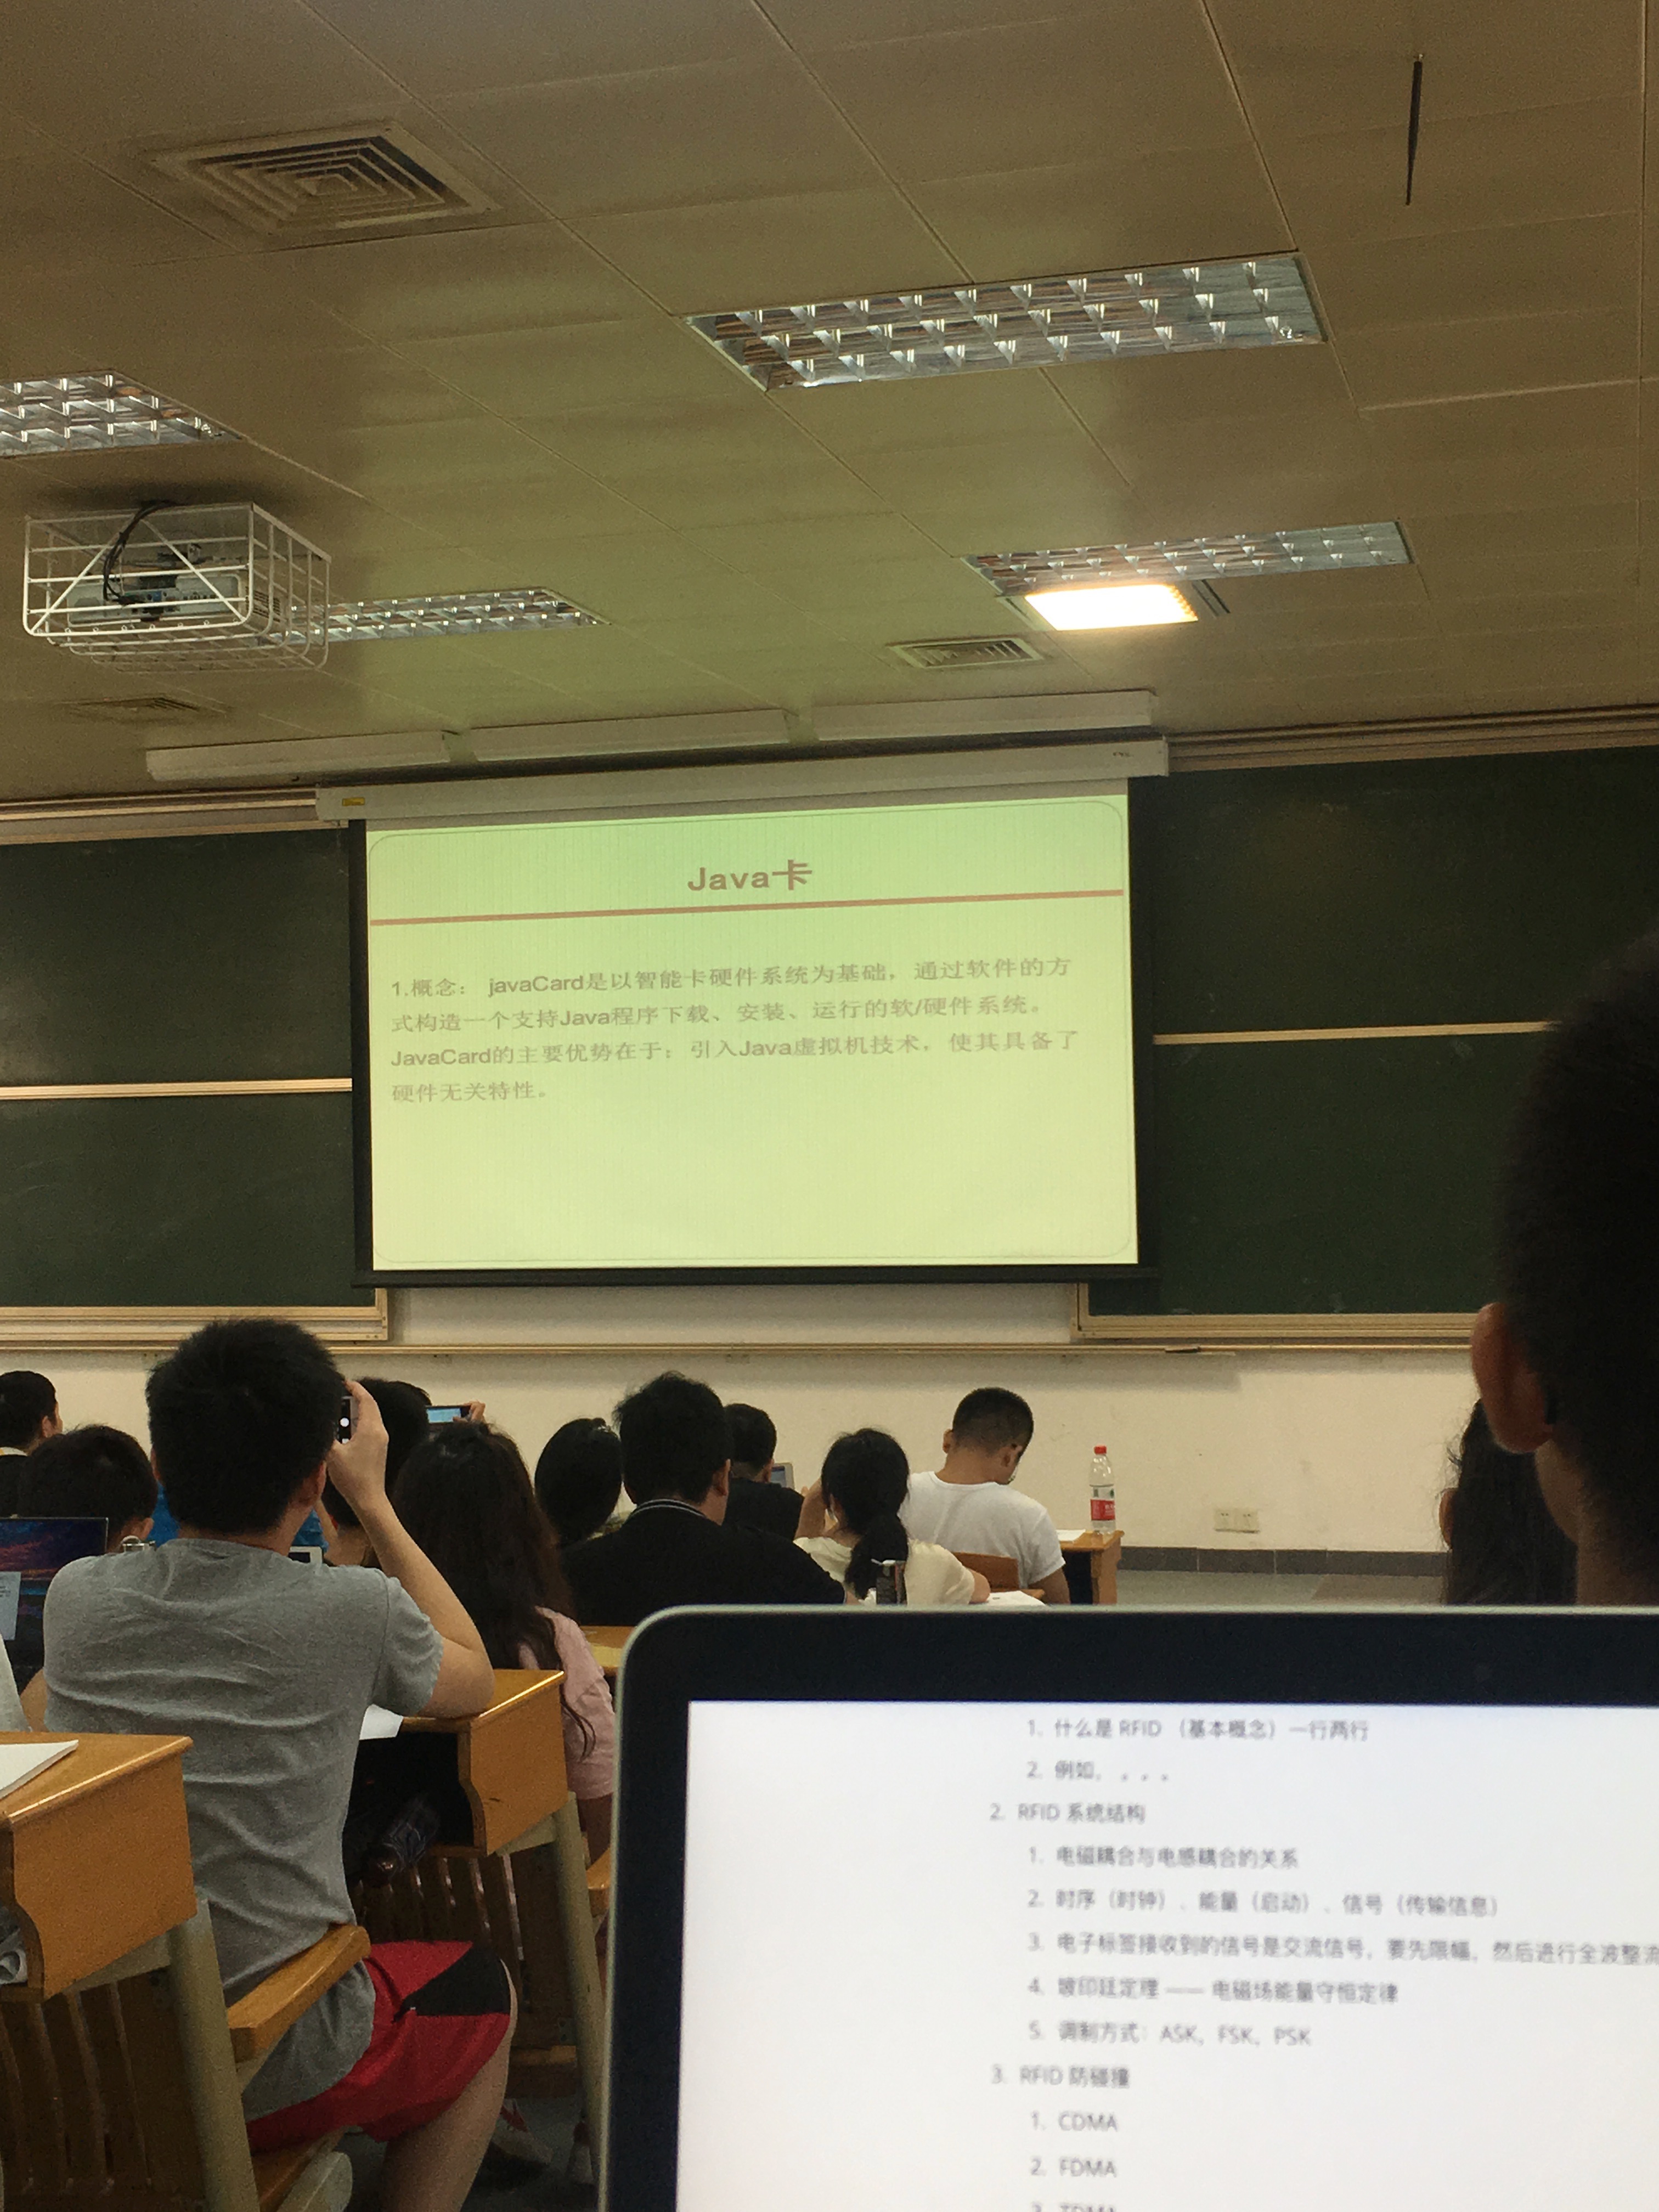 Java卡
1.概念： javaCard是以智能卡硬件系统为基础，通过软件的方
式构造一个支持Java程序下载、安装、运行的软/硬件系统。
JavaCard的主要优势在于：引入Java虚拟机技术，使其具备了
硬件无关特性。
1. 什么是 RFID （基本概念）一行两行
2. 例如，。。。
2. RFID 系统结构
1. 电磁耦合与电感耦合的关系
2. 时序（时钟）、能量（启动）、信号（传输信息）
3. 电子标签接收到的信号是交流信号，要先限幅，然后进行全波整流
4. 坡印廷定理 —— 电磁场能量守恒定律
5. 调制方式：ASK，FSK，PSK
3. RFID 防碰撞
1. CDMA
2. FDMA
3. TDMA